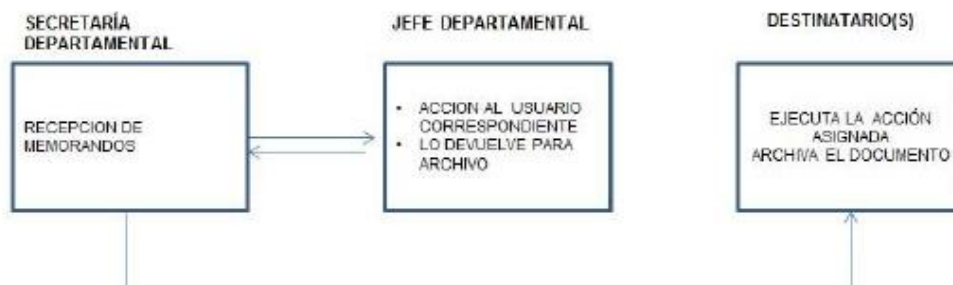 SECRETARÍA
DEPARTAMENTAL
JEFE DEPARTAMENTAL
DESTINATARIO(S)
RECEPCION DE
MEMORANDOS
• ACCION AL USUARIO
CORRESPONDIENTE
• LO DEVUELVE PARA
ARCHIVO
EJECUTA LA ACCIÓN
ASIGNADA
ARCHIVA EL DOCUMENTO